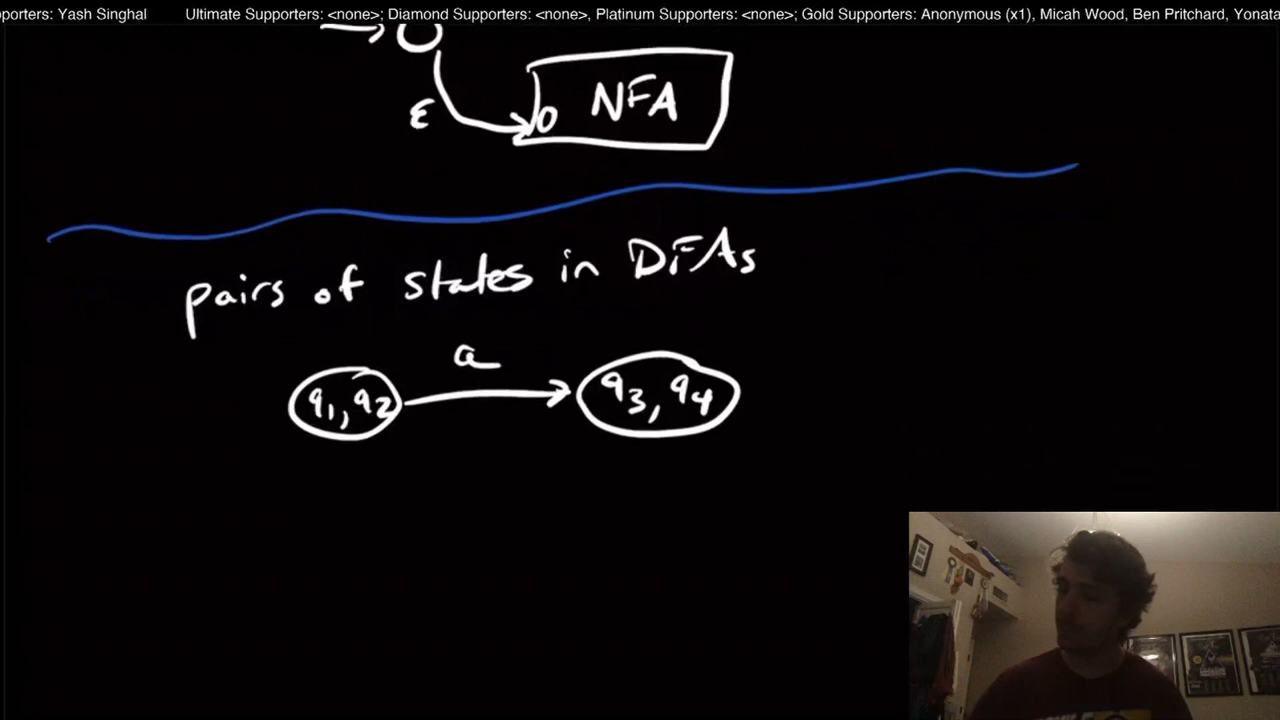 pporters: Yash Singhal Ultimate Supporters: <none>; Diamond Supporters: <none>, Platinum Supporters: <none>; Gold Supporters: Anonymous (x1), Micah Wood, Ben Pritchard, Yonata
ε NFA
pairs of states in DFAs
a
q1, q2 q3, q4